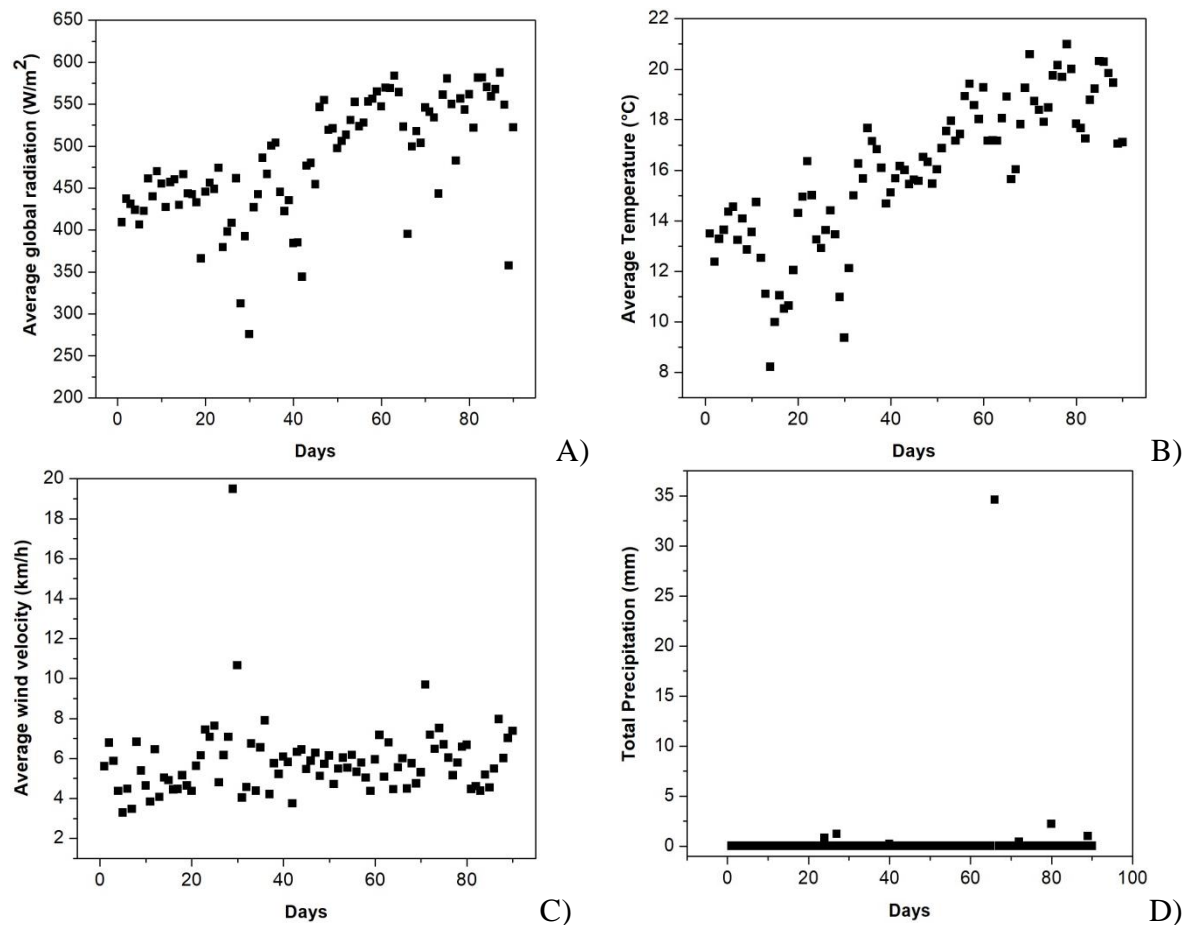 650
600
550
500
450
400
350
300
250
200
0 20 40 60 80
Average global radiation (W/m²)
Days
A)
22
20
18
16
14
12
10
8
0 20 40 60 80
Average Temperature (°C)
Days
B)
20
18
16
14
12
10
8
6
4
2
0 20 40 60 80
Average wind velocity (km/h)
Days
C)
35
30
25
20
15
10
5
0
0 20 40 60 80 100
Total Precipitation (mm)
Days
D)